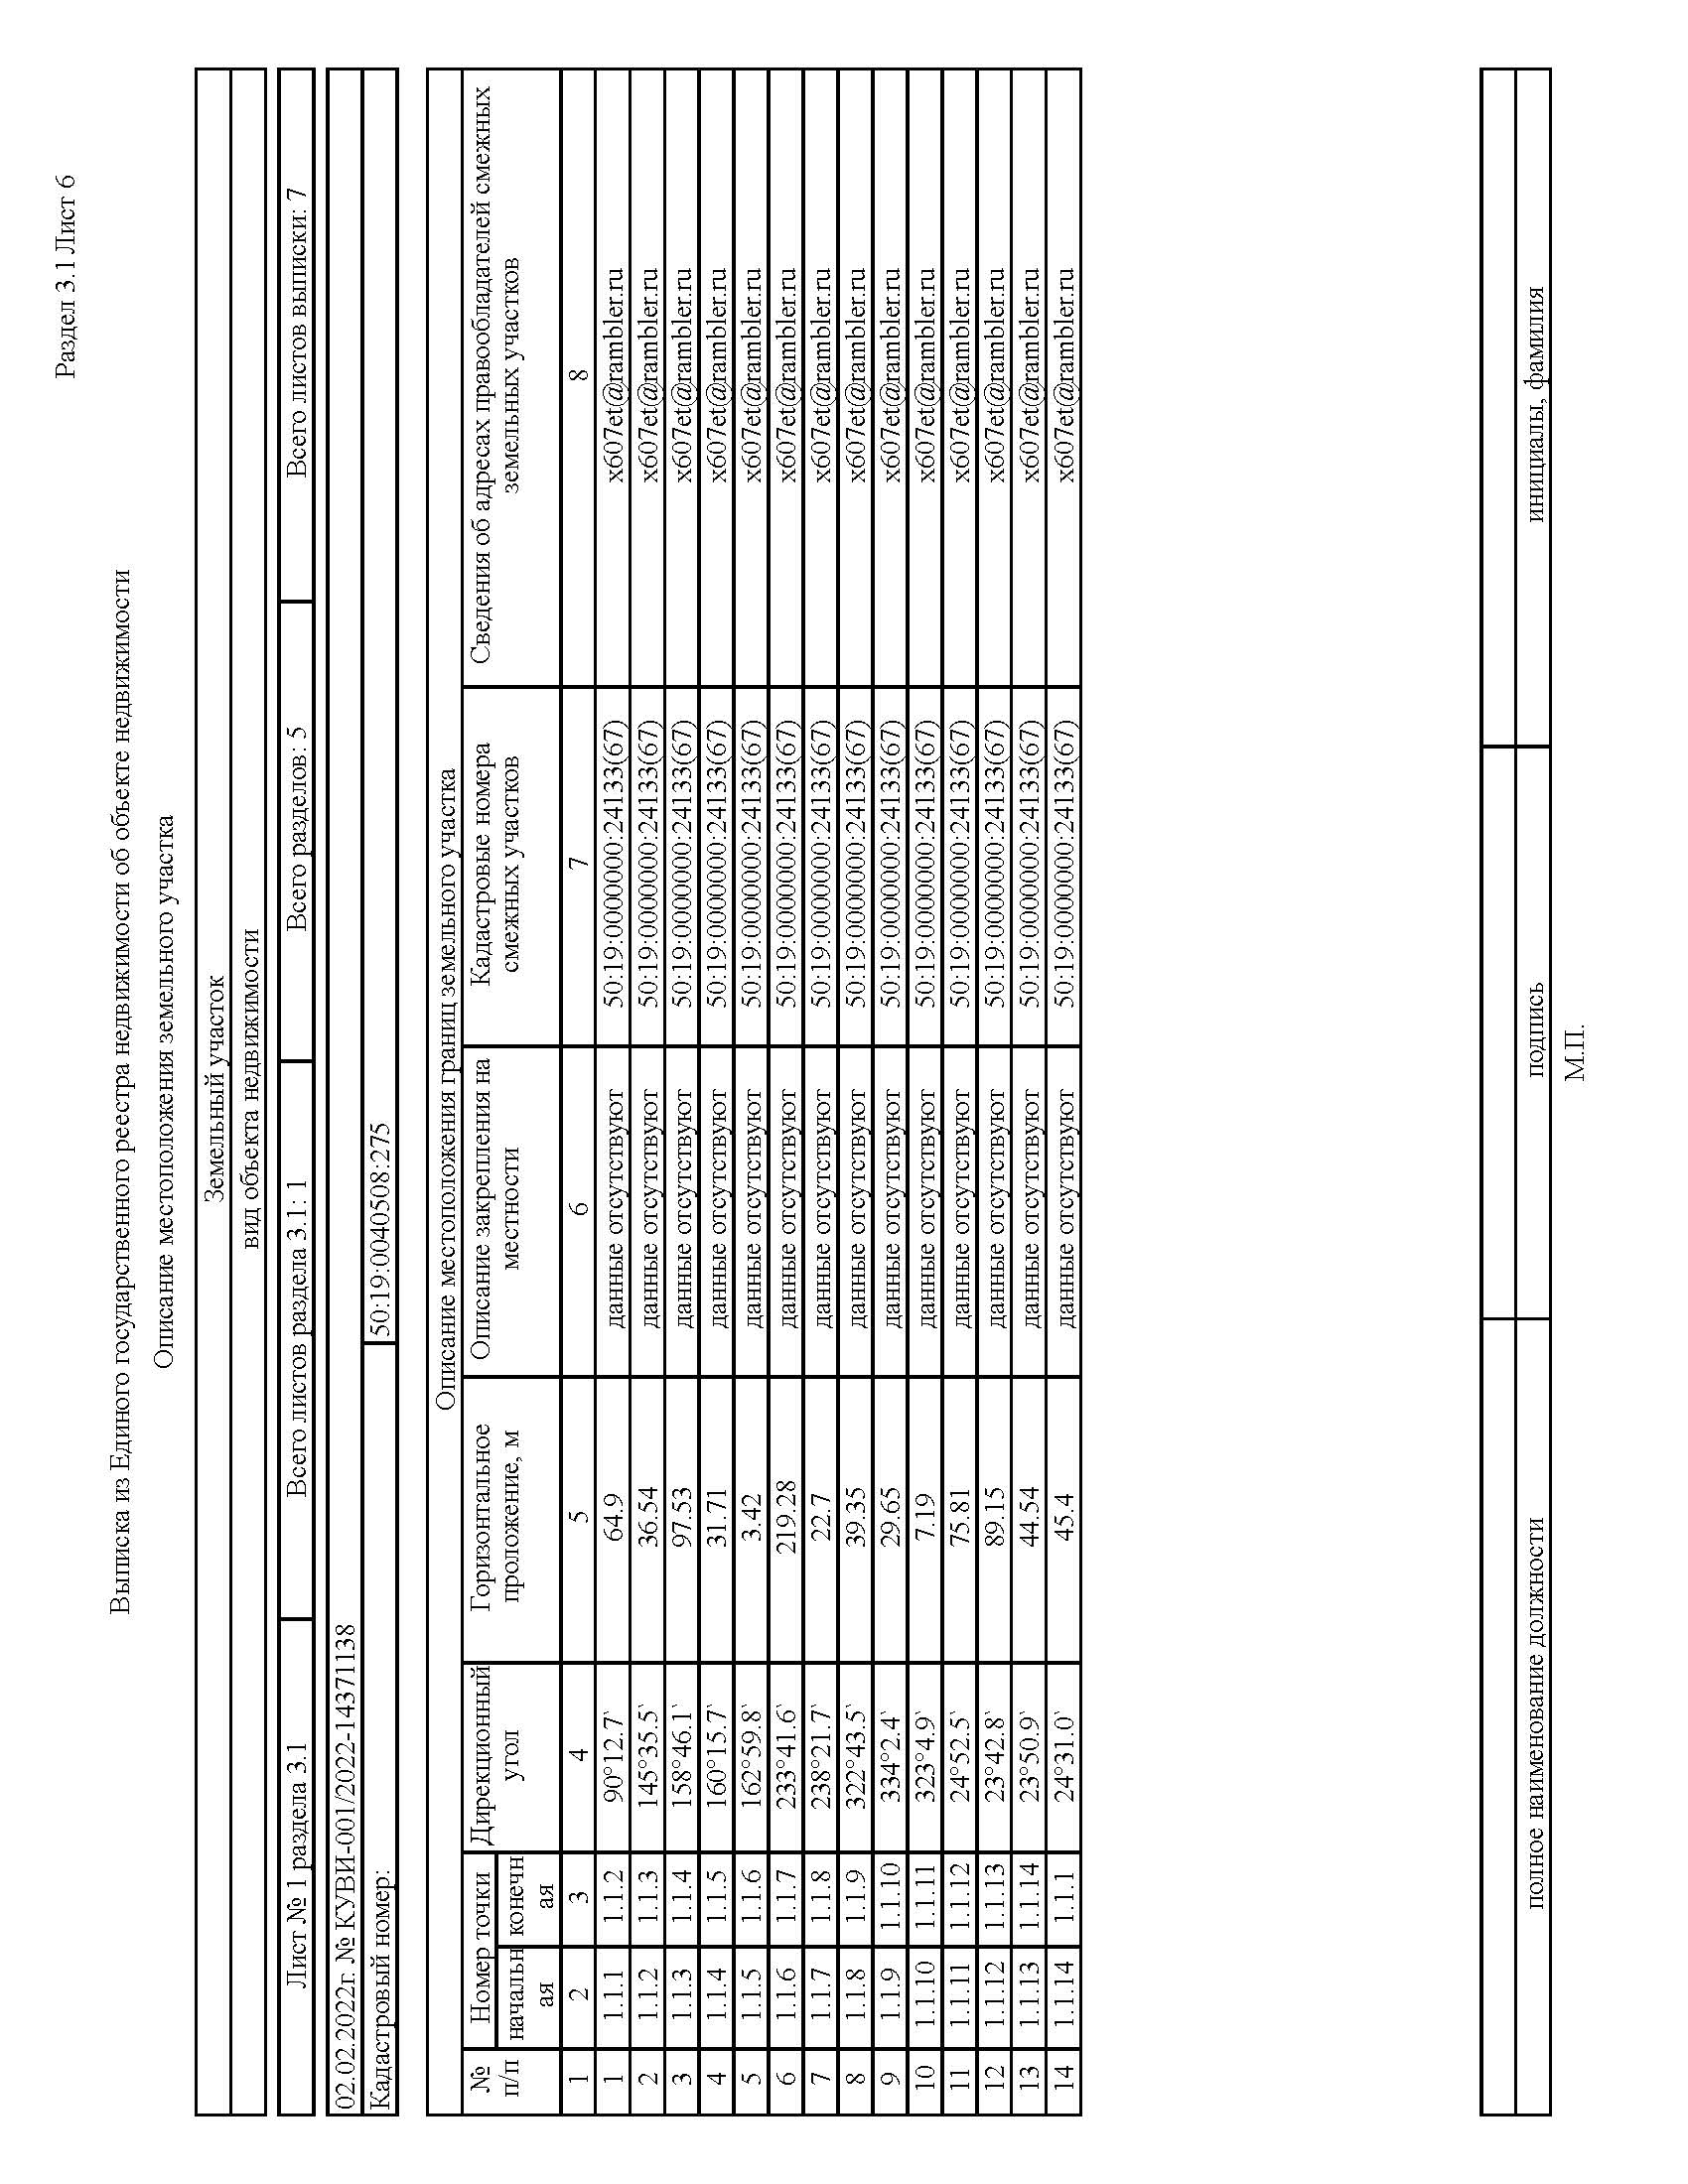 Раздел 3.1 Лист 6
Выписка из Единого государственного реестра недвижимости об объекте недвижимости
Описание местоположения земельного участка
Земельный участок
вид объекта недвижимости
Лист № 1 раздела 3.1 Всего листов раздела 3.1: 1 Всего разделов: 5 Всего листов выписки: 7
02.02.2022г. № КУВИ-001/2022-14371138
Кадастровый номер: 50:19:0040508:275
Описание местоположения границ земельного участка
№ Номер точки Дирекционный Горизонтальное Описание закрепления на Кадастровые номера Сведения об адресах правообладателей смежных
п/п начальн конечн угол проложение, м местности смежных участков земельных участков
ая ая
1 2 3 4 5 6 7 8
1 1.1.1 1.1.2 90°12.7` 64.9 данные отсутствуют 50:19:0000000:24133(67) x607et@rambler.ru
2 1.1.2 1.1.3 145°35.5` 36.54 данные отсутствуют 50:19:0000000:24133(67) x607et@rambler.ru
3 1.1.3 1.1.4 158°46.1` 97.53 данные отсутствуют 50:19:0000000:24133(67) x607et@rambler.ru
4 1.1.4 1.1.5 160°15.7` 31.71 данные отсутствуют 50:19:0000000:24133(67) x607et@rambler.ru
5 1.1.5 1.1.6 162°59.8` 3.42 данные отсутствуют 50:19:0000000:24133(67) x607et@rambler.ru
6 1.1.6 1.1.7 233°41.6` 219.28 данные отсутствуют 50:19:0000000:24133(67) x607et@rambler.ru
7 1.1.7 1.1.8 238°21.7` 22.7 данные отсутствуют 50:19:0000000:24133(67) x607et@rambler.ru
8 1.1.8 1.1.9 322°43.5` 39.35 данные отсутствуют 50:19:0000000:24133(67) x607et@rambler.ru
9 1.1.9 1.1.10 334°2.4` 29.65 данные отсутствуют 50:19:0000000:24133(67) x607et@rambler.ru
10 1.1.10 1.1.11 323°4.9` 7.19 данные отсутствуют 50:19:0000000:24133(67) x607et@rambler.ru
11 1.1.11 1.1.12 24°52.5` 75.81 данные отсутствуют 50:19:0000000:24133(67) x607et@rambler.ru
12 1.1.12 1.1.13 23°42.8` 89.15 данные отсутствуют 50:19:0000000:24133(67) x607et@rambler.ru
13 1.1.13 1.1.14 23°50.9` 44.54 данные отсутствуют 50:19:0000000:24133(67) x607et@rambler.ru
14 1.1.14 1.1.1 24°31.0` 45.4 данные отсутствуют 50:19:0000000:24133(67) x607et@rambler.ru
полное наименование должности подпись инициалы, фамилия
М.П.